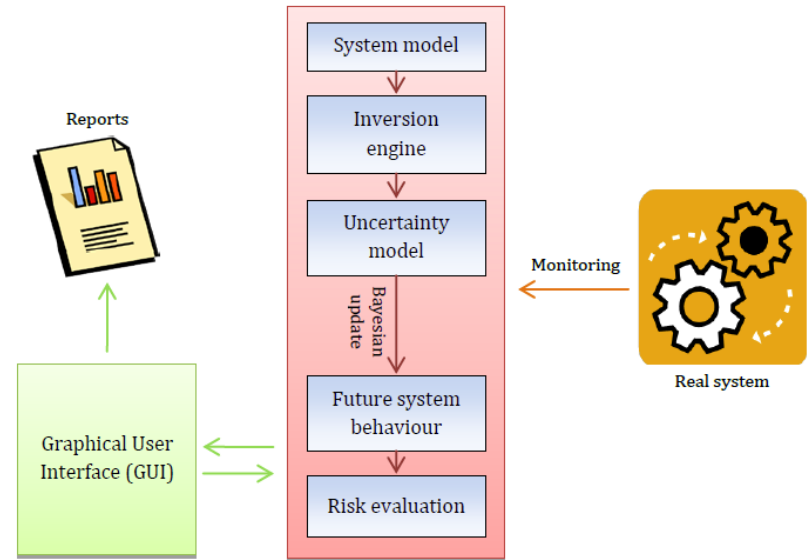 System model
Reports
Inversion
engine
Uncertainty
model
Monitoring
Bayesian
update
Real system
Future system
behaviour
Graphical User
Interface (GUI)
Risk evaluation